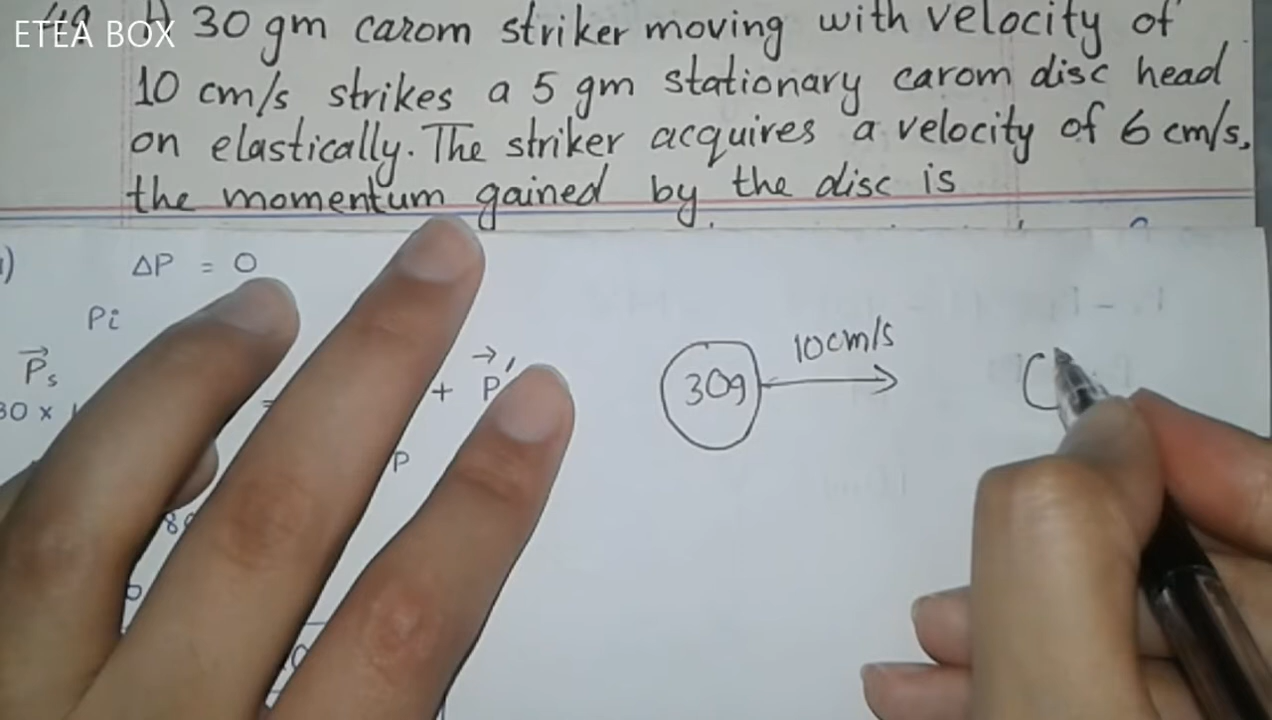 ETEA BOX
30 gm carom striker moving with velocity of
10 cm/s strikes a 5 gm stationary carom disc head
on elastically. The striker acquires a velocity of 6 cm/s,
the momentum gained by the disc is
ΔP = 0
Pi
P⃗s
+ P⃗'
30 ×
P
30g
10cm/s